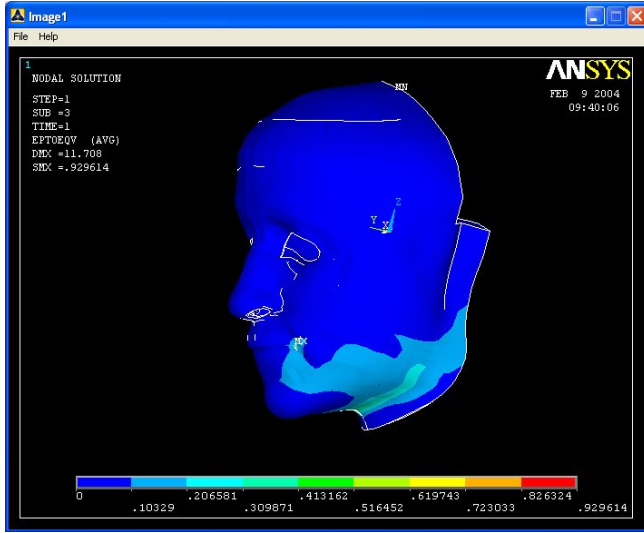 Image1
File Help
1
NODAL SOLUTION
STEP=1
SUB =3
TIME=1
EPTOEQV (AVG)
DMX =11.708
SMX =.929614
ANSYS
FEB 9 2004
09:40:06
MN
Z
Y
X
MX
0
.10329
.206581
.309871
.413162
.516452
.619743
.723033
.826324
.929614